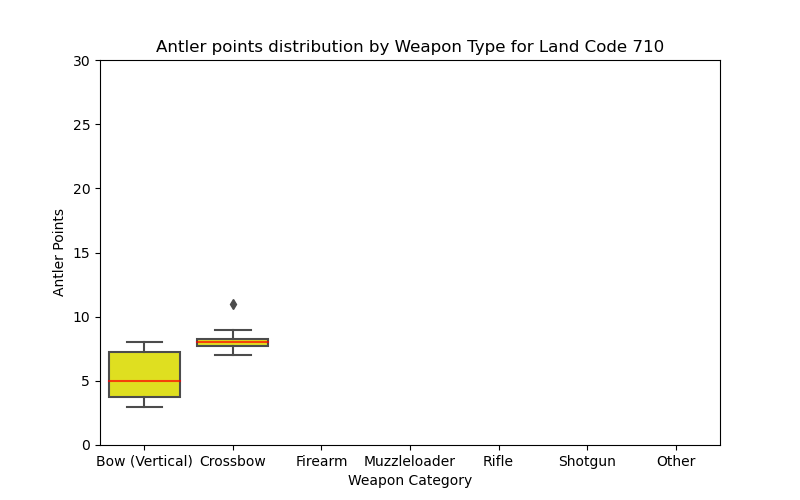 Antler points distribution by Weapon Type for Land Code 710
30
25
20
15
10
5
0
Antler Points
Bow (Vertical) Crossbow Firearm Muzzleloader Rifle Shotgun Other
Weapon Category